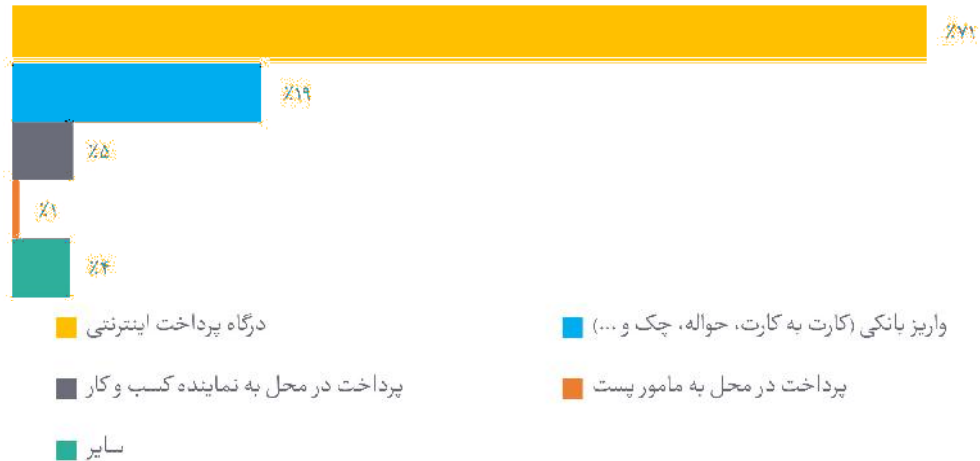 ٪۷۱
٪۱۹
٪۵
٪۱
٪۴
درگاه پرداخت اینترنتی
واریز بانکی (کارت به کارت، حواله، چک و ...)
پرداخت در محل به نماینده کسب و کار
پرداخت در محل به مامور پست
سایر